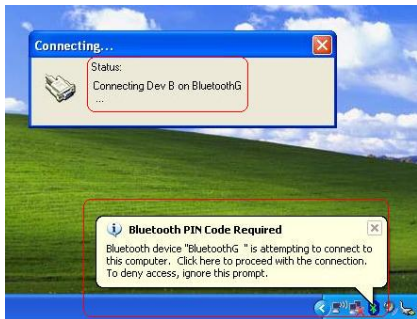 Connecting...
Status:
Connecting Dev B on BluetoothG
...
Bluetooth PIN Code Required
Bluetooth device "BluetoothG " is attempting to connect to
this computer. Click here to proceed with the connection.
To deny access, ignore this prompt.